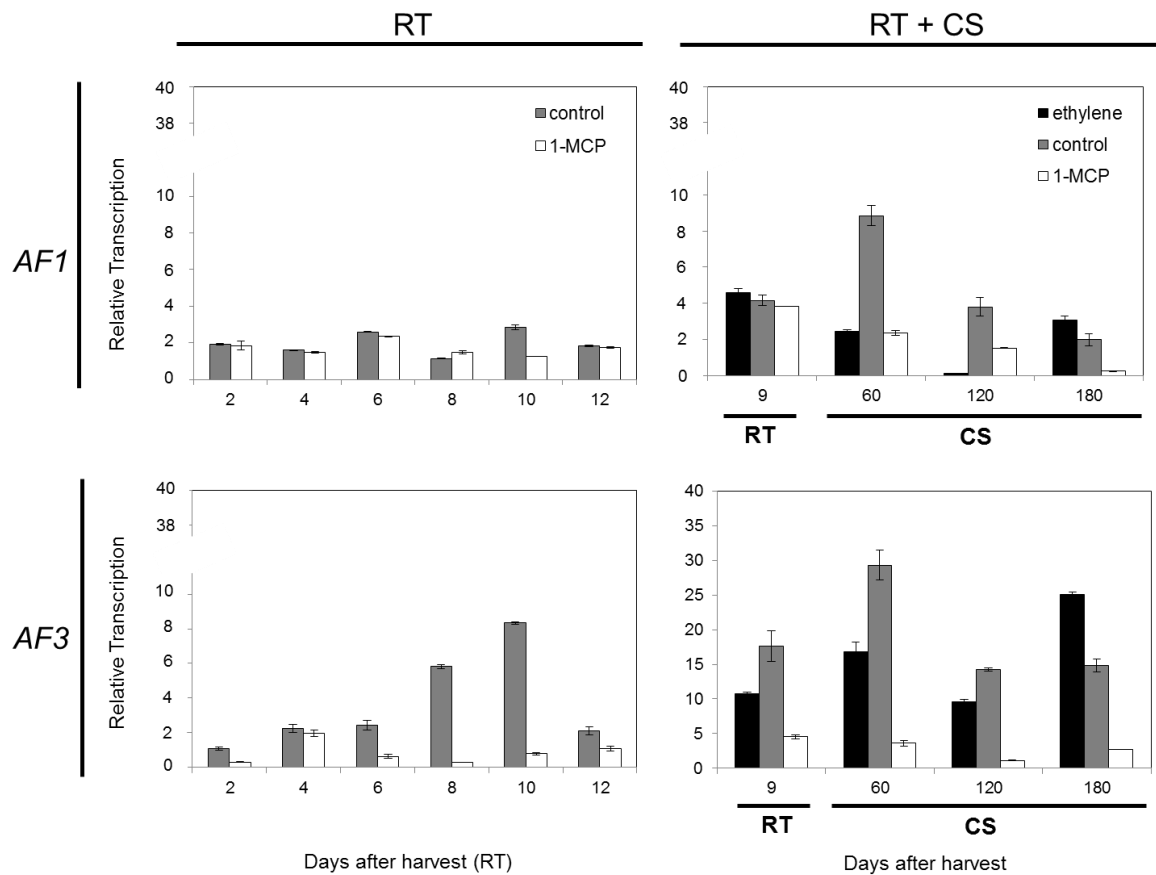 RT
RT + CS
AF1
Relative Transcription
40
38
10
8
6
4
2
0
control
1-MCP
2 4 6 8 10 12
40
38
10
8
6
4
2
0
ethylene
control
1-MCP
9 60 120 180
RT CS
AF3
Relative Transcription
40
38
10
8
6
4
2
0
2 4 6 8 10 12
Days after harvest (RT)
40
35
30
25
20
15
10
5
0
9 60 120 180
RT CS
Days after harvest